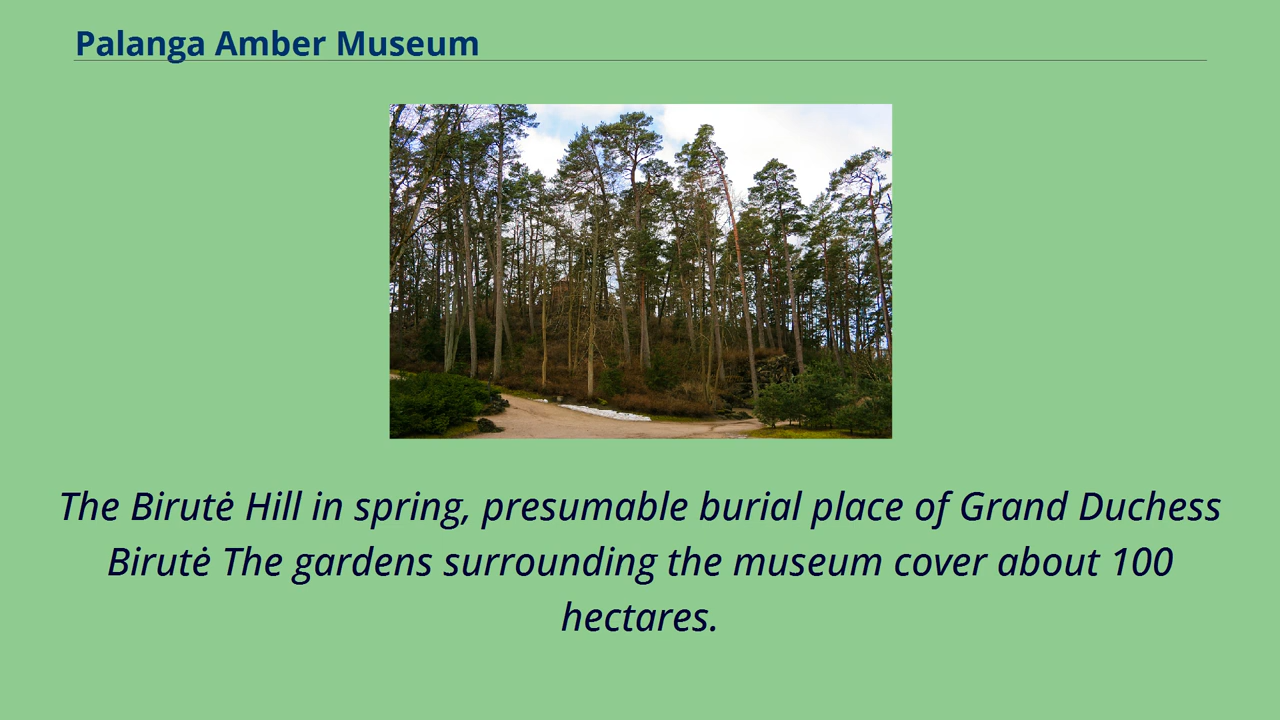 Palanga Amber Museum
The Birutė Hill in spring, presumable burial place of Grand Duchess
Birutė The gardens surrounding the museum cover about 100
hectares.